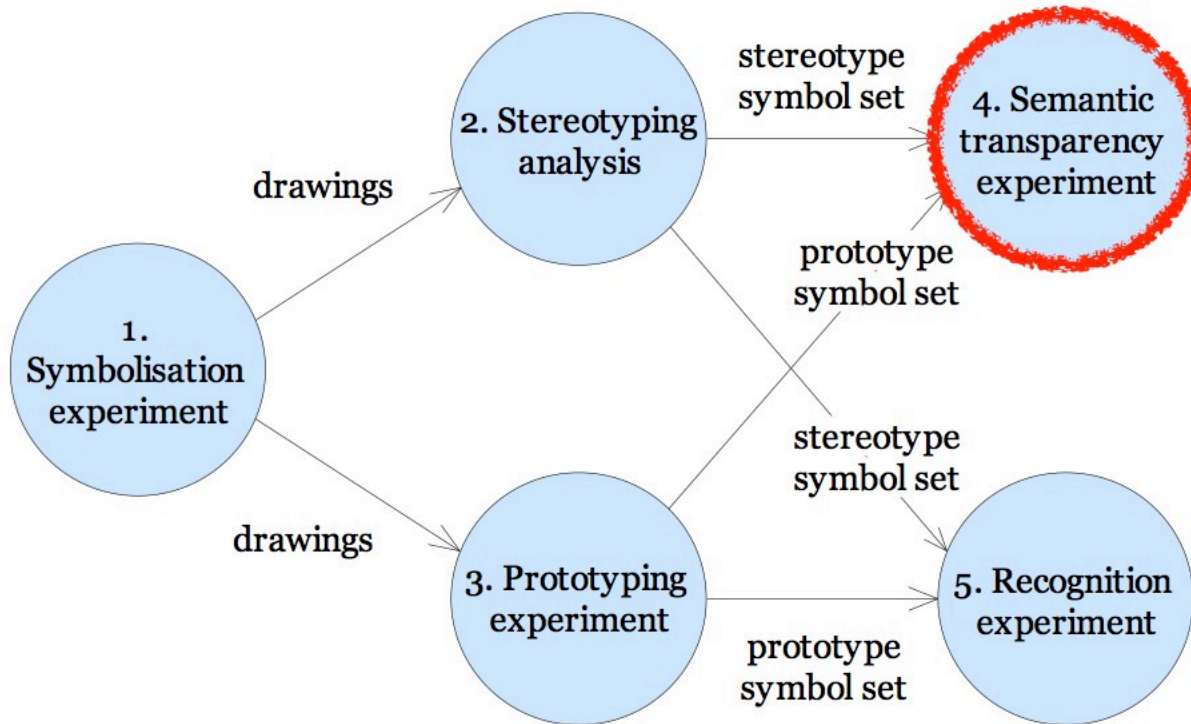 1.
Symbolisation
experiment
drawings
drawings
2. Stereotyping
analysis
3. Prototyping
experiment
stereotype
symbol set
prototype
symbol set
stereotype
symbol set
prototype
symbol set
4. Semantic
transparency
experiment
5. Recognition
experiment